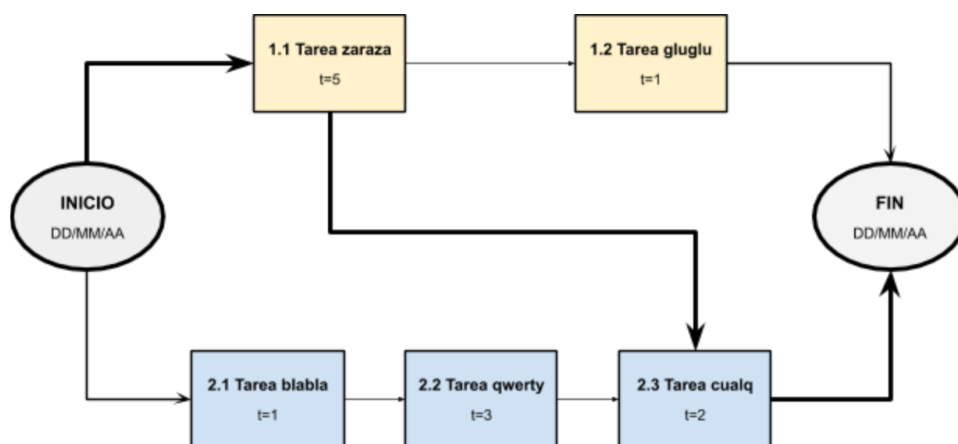 1.1 Tarea zaraza
t=5
1.2 Tarea gluglu
t=1
INICIO
DD/MM/AA
FIN
DD/MM/AA
2.1 Tarea blabla
t=1
2.2 Tarea qwerty
t=3
2.3 Tarea cualq
t=2